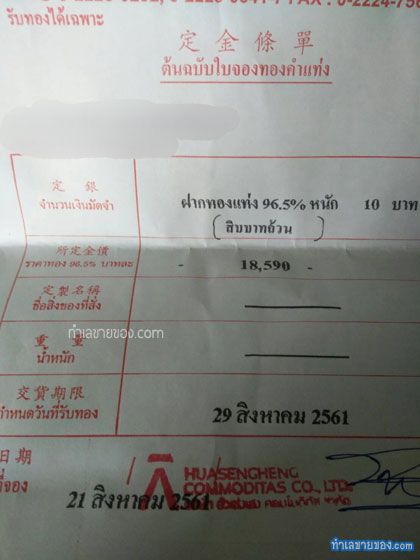 รับทองได้เฉพาะ
定金條單
ต้นฉบับใบจองทองคำแท่ง
定銀
จำนวนเงินมัดจำ
ฝากทองแท่ง 96.5% หนัก 10 บาท
(สิบบาทถ้วน)
所定金價
ราคาทอง 96.5% บาทละ
- 18,590 -
定製名稱
ชื่อสิ่งของที่สั่ง
ทำเลขายของ.com
重量
น้ำหนัก
交貨期限
กำหนดวันที่รับทอง
29 สิงหาคม 2561
日期
ที่จอง
21 สิงหาคม 2561
HUASENGHENG
COMMODITAS CO., LTD.
ทำเลขายของ.com